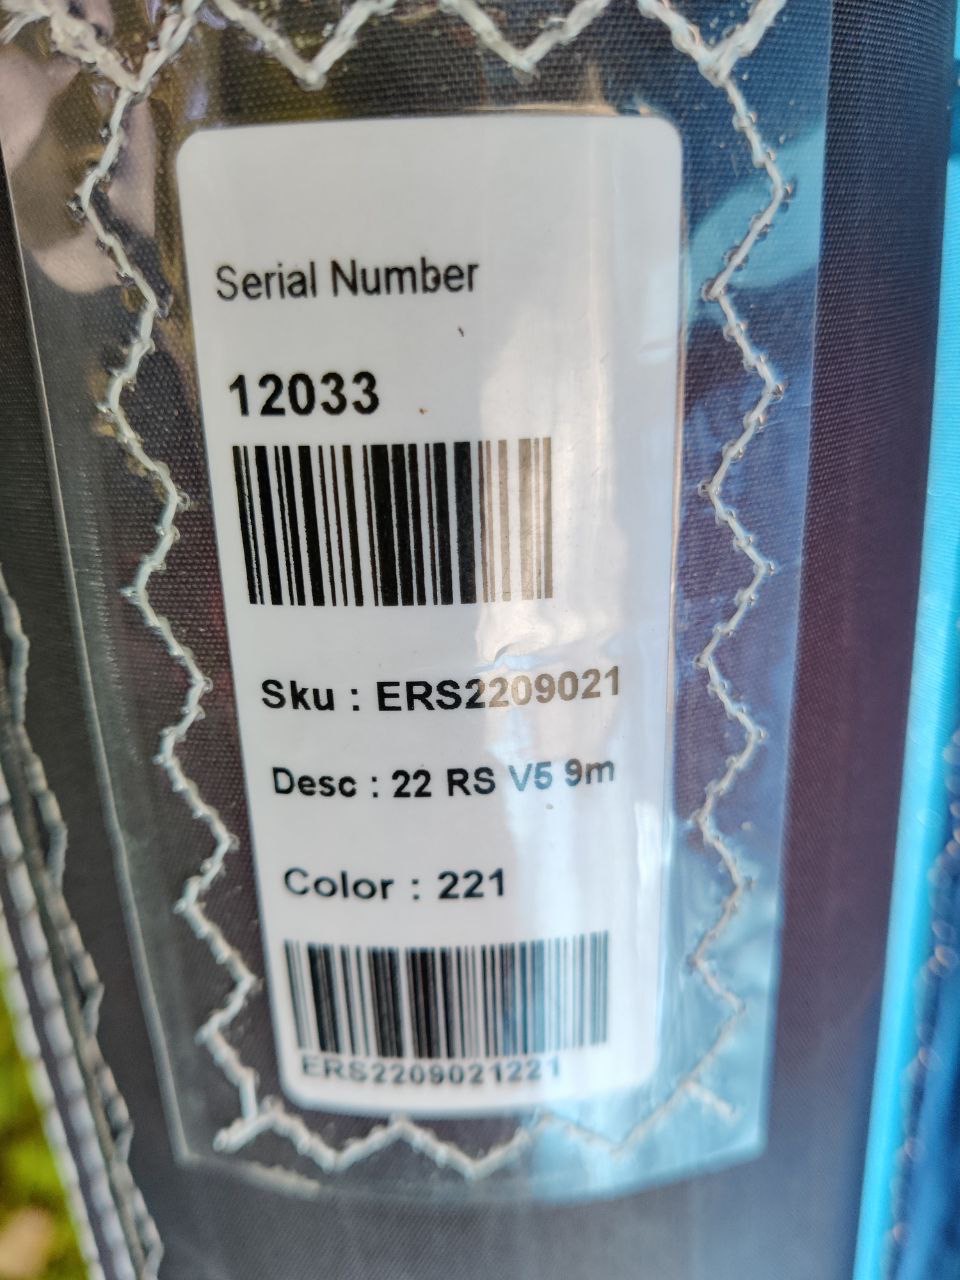 Serial Number
12033
Sku : ERS2209021
Desc : 22 RS V5 9m
Color : 221
ERS2209021221